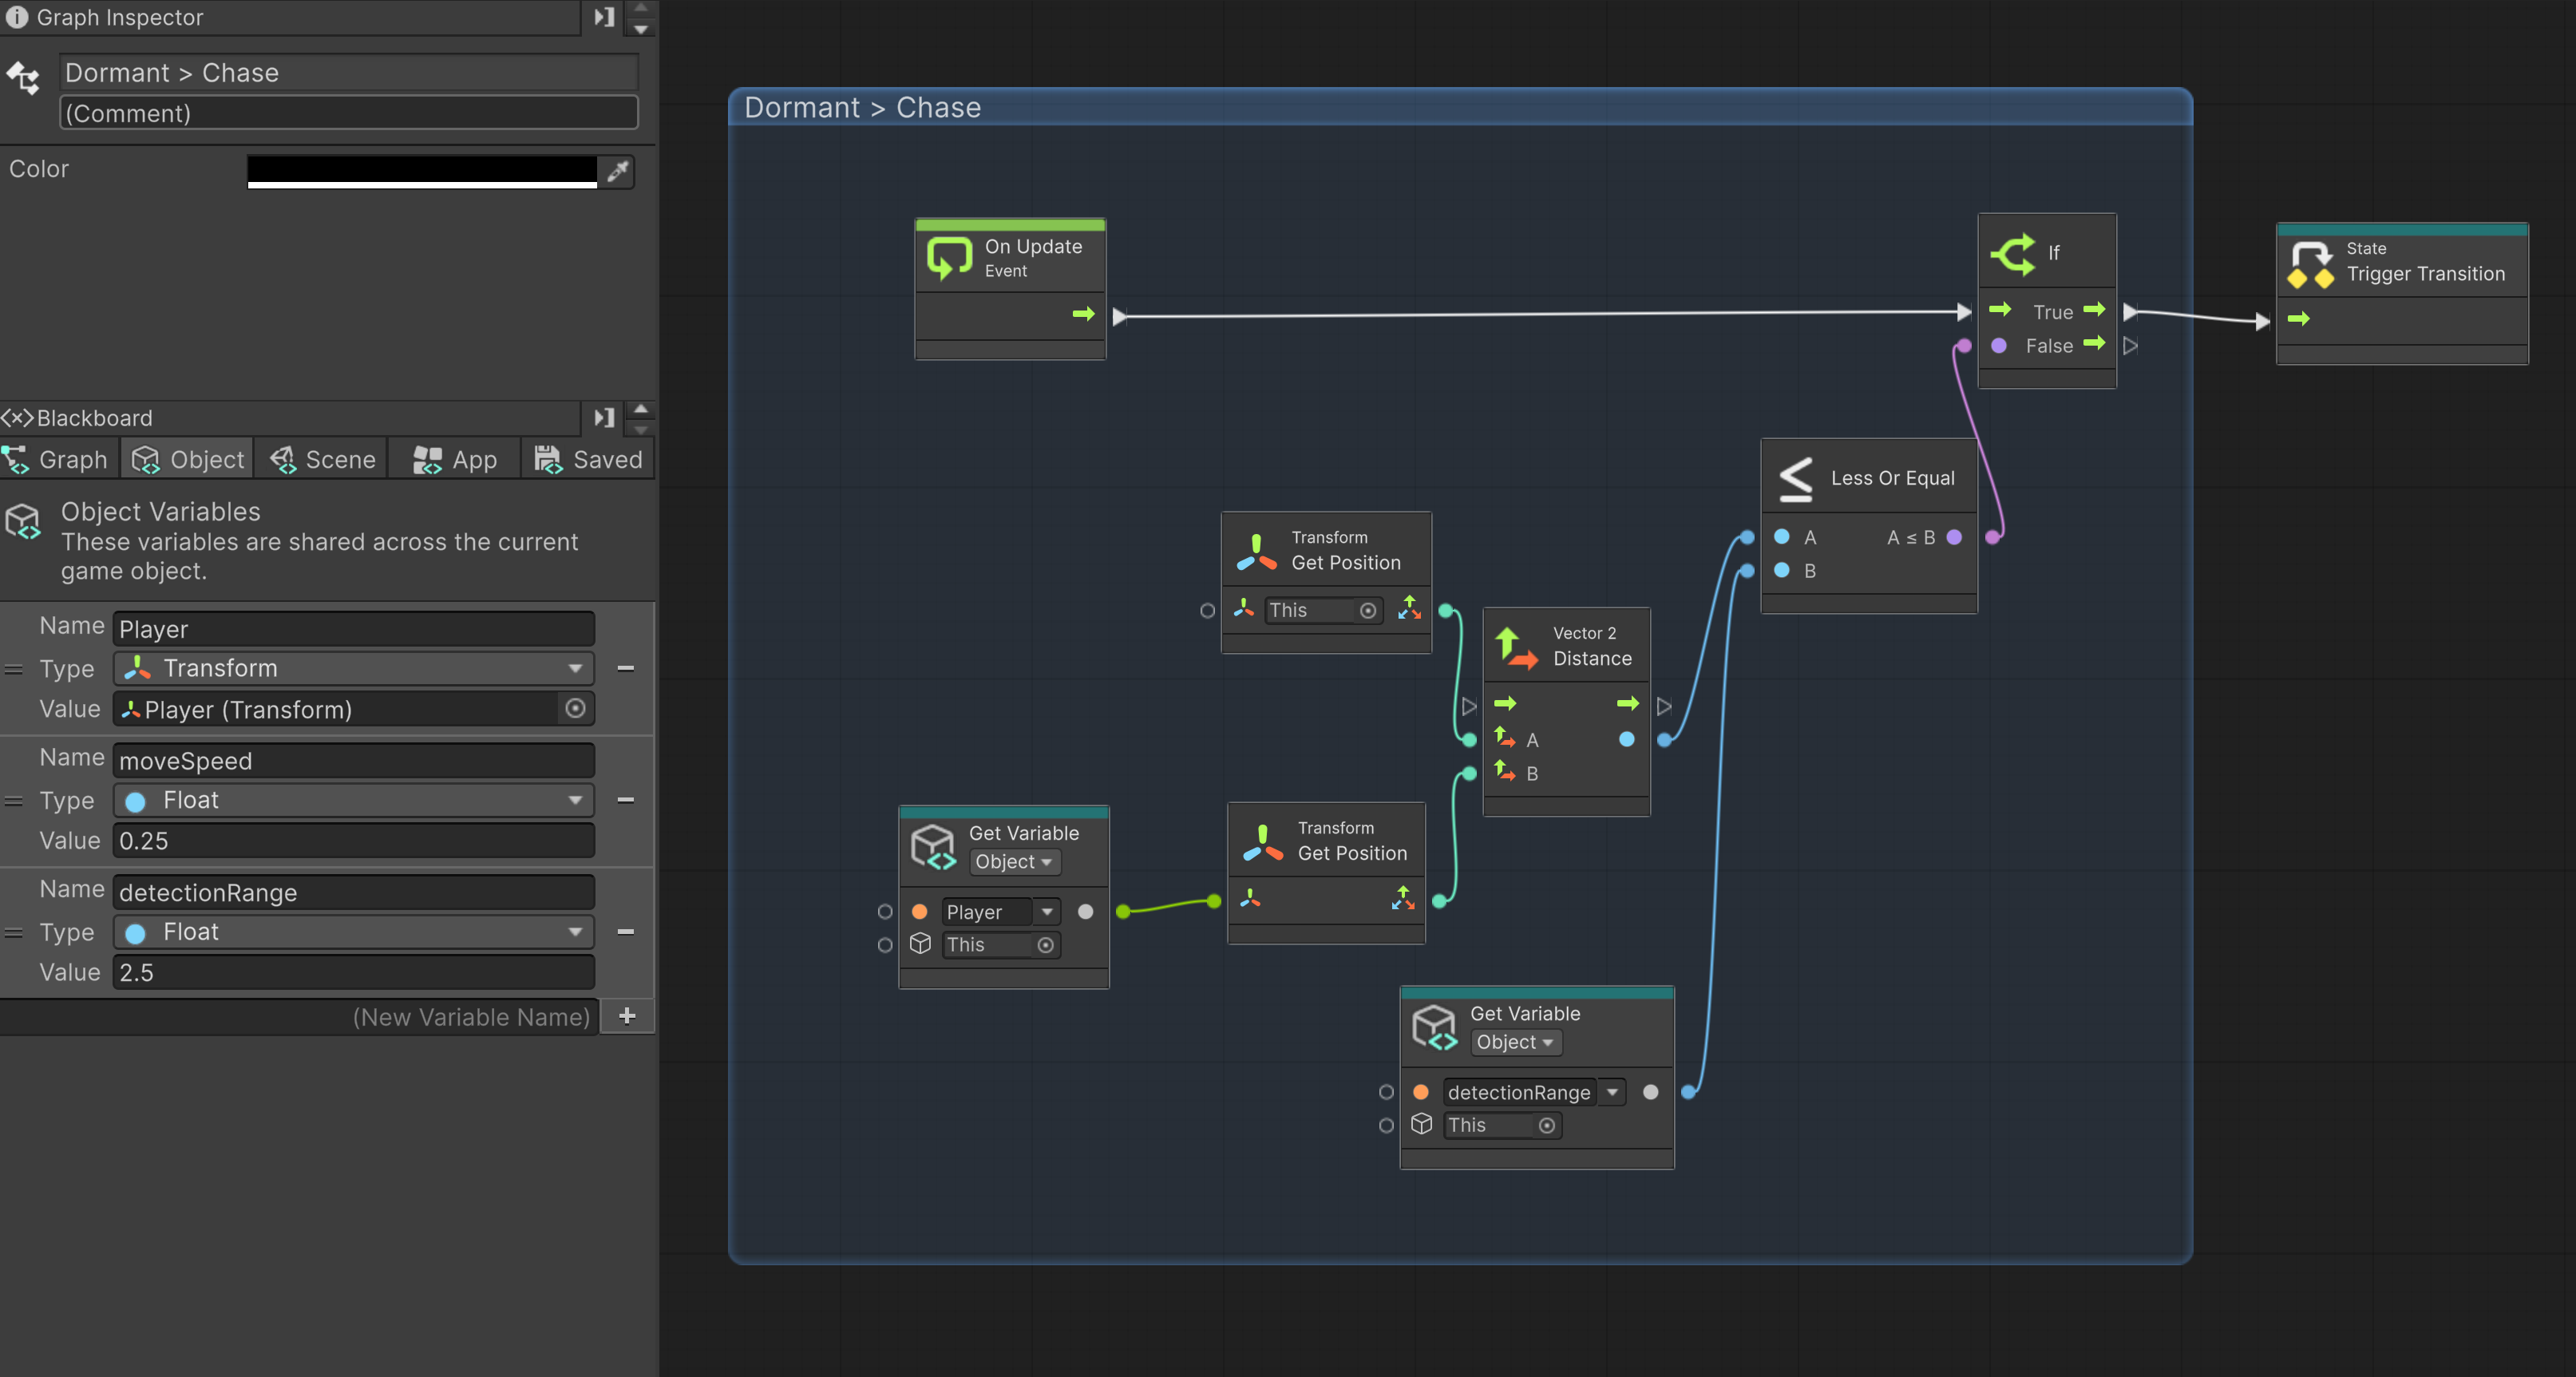 Graph Inspector
Dormant > Chase
(Comment)
Color
Blackboard
Graph
Object
Scene
App
Saved
Object Variables
These variables are shared across the current
game object.
Name Player
Type Transform
Value Player (Transform)
Name moveSpeed
Type Float
Value 0.25
Name detectionRange
Type Float
Value 2.5
(New Variable Name)
Dormant > Chase
On Update
Event
If
True
False
State
Trigger Transition
Less Or Equal
A A ≤ B
B
Transform
Get Position
This
Vector 2
Distance
A
B
Get Variable
Object
Player
This
Transform
Get Position
Get Variable
Object
detectionRange
This